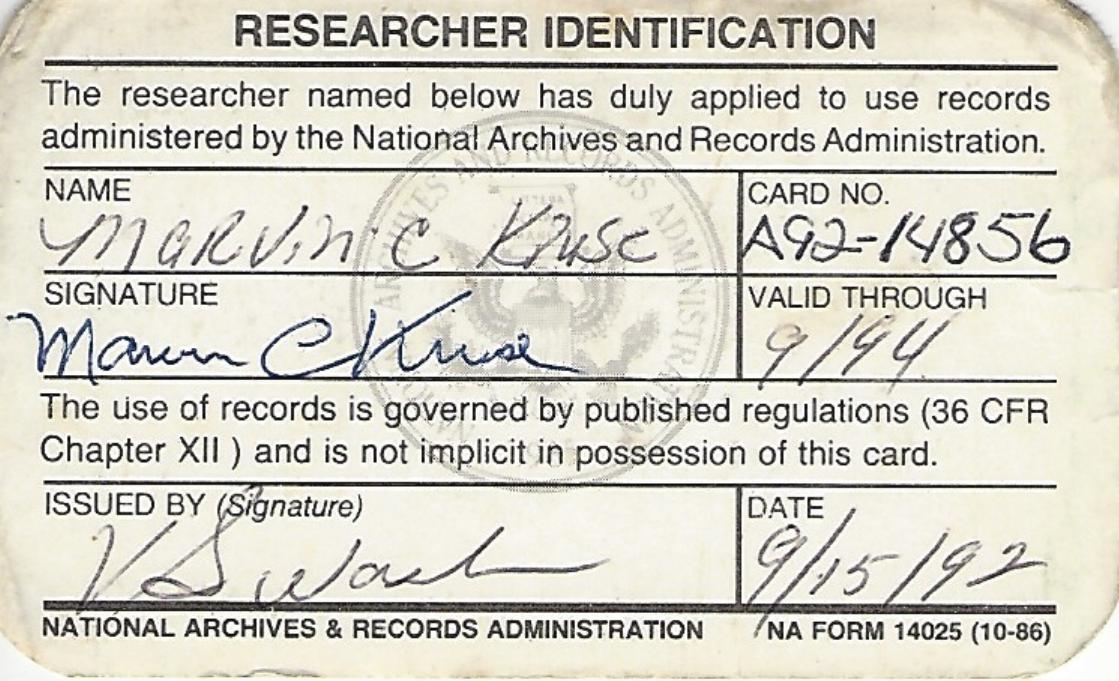 RESEARCHER IDENTIFICATION
The researcher named below has duly applied to use records
administered by the National Archives and Records Administration.
NAME
MARVIN C Kruse
CARD NO.
A92-14856
SIGNATURE
Marvin C Kruse
VALID THROUGH
9/94
The use of records is governed by published regulations (36 CFR
Chapter XII ) and is not implicit in possession of this card.
ISSUED BY (Signature)
DATE
9/15/92
NATIONAL ARCHIVES & RECORDS ADMINISTRATION
NA FORM 14025 (10-86)